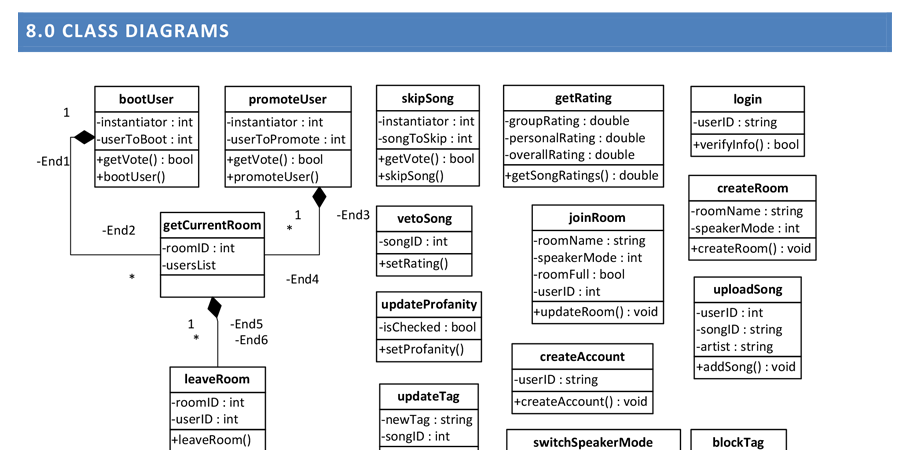 8.0 CLASS DIAGRAMS
bootUser
-instantiator : int
-userToBoot : int
+getVote() : bool
+bootUser()
promoteUser
-instantiator : int
-userToPromote : int
+getVote() : bool
+promoteUser()
1
-End1
-End2
*
getCurrentRoom
-roomID : int
-usersList
1
*
-End3
-End4
1
*
-End5
-End6
leaveRoom
-roomID : int
-userID : int
+leaveRoom()
skipSong
-instantiator : int
-songToSkip : int
+getVote() : bool
+skipSong()
vetoSong
-songID : int
+setRating()
updateProfanity
-isChecked : bool
+setProfanity()
updateTag
-newTag : string
-songID : int
getRating
-groupRating : double
-personalRating : double
-overallRating : double
+getSongRatings() : double
joinRoom
-roomName : string
-speakerMode : int
-roomFull : bool
-userID : int
+updateRoom() : void
createAccount
-userID : string
+createAccount() : void
switchSpeakerMode
login
-userID : string
+verifyInfo() : bool
createRoom
-roomName : string
-speakerMode : int
+createRoom() : void
uploadSong
-userID : int
-songID : string
-artist : string
+addSong() : void
blockTag